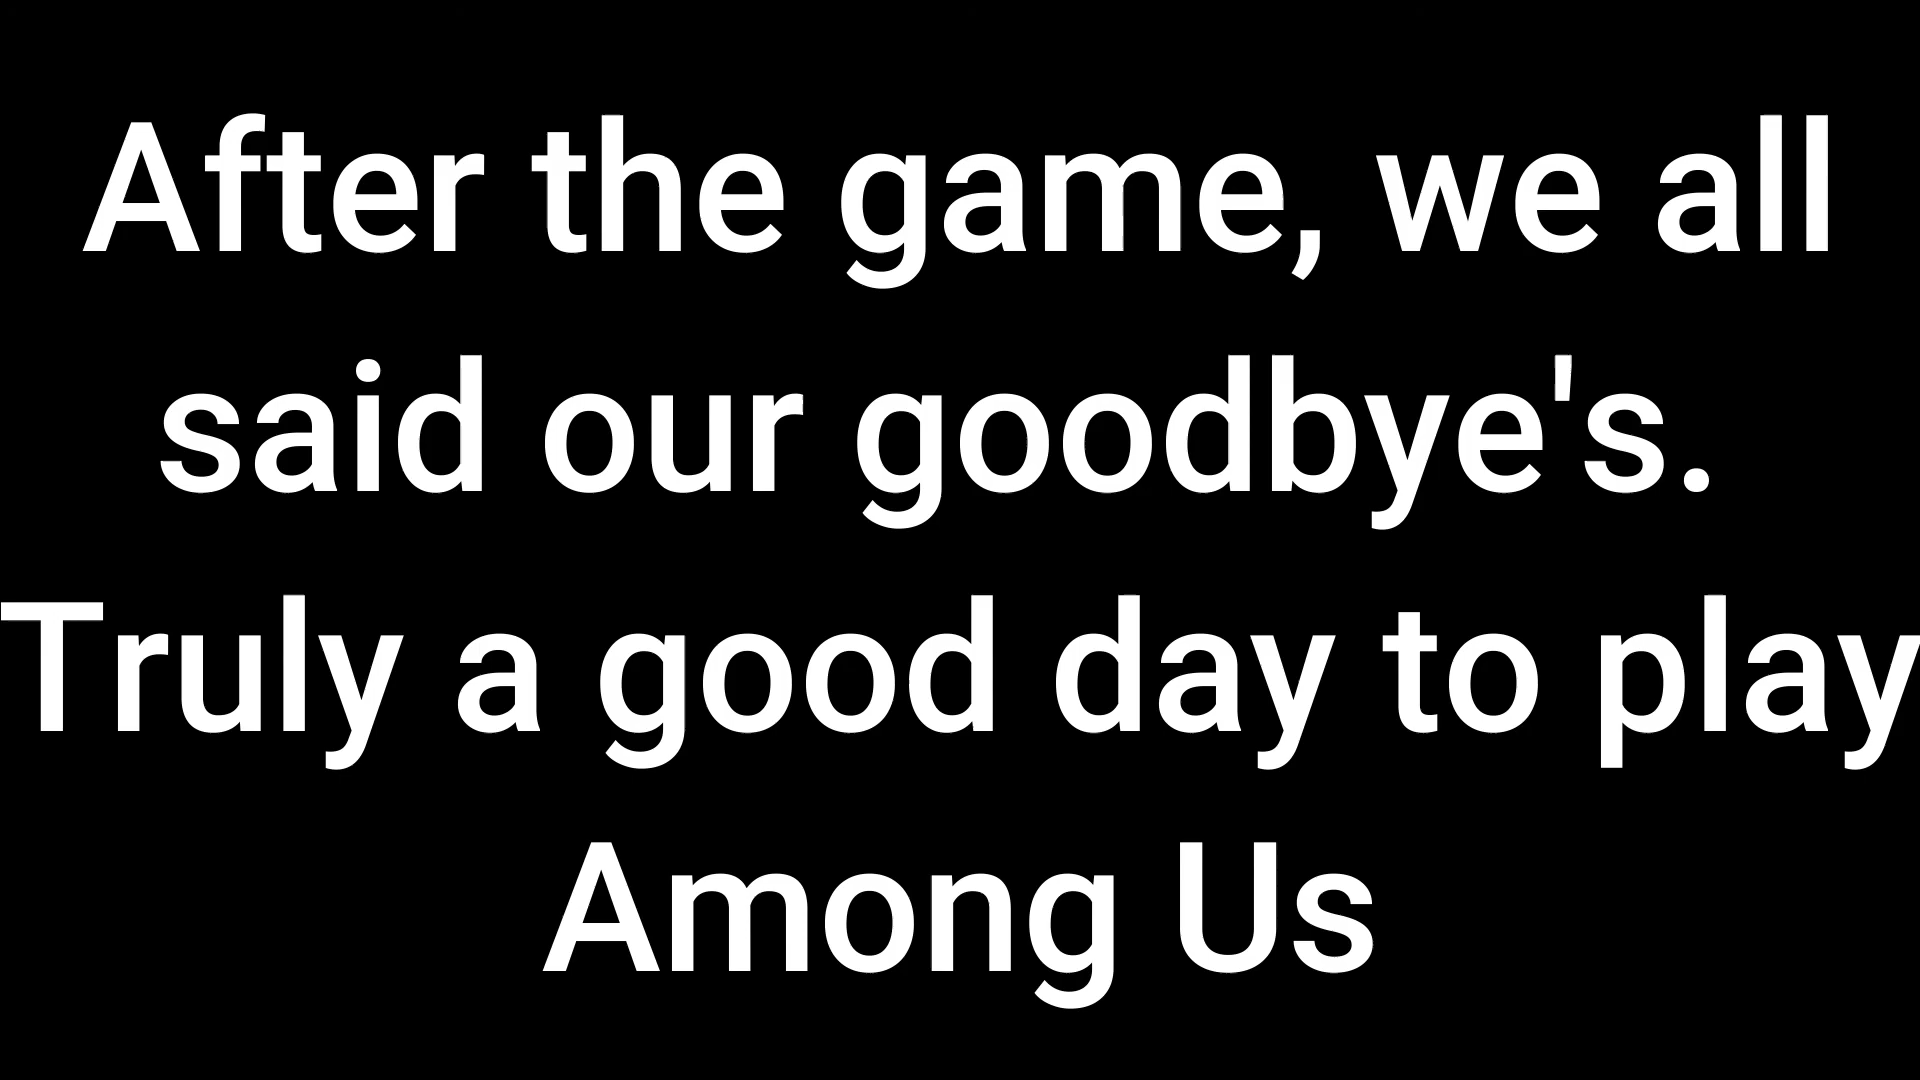 After the game, we all
said our goodbye's.
Truly a good day to play
Among Us